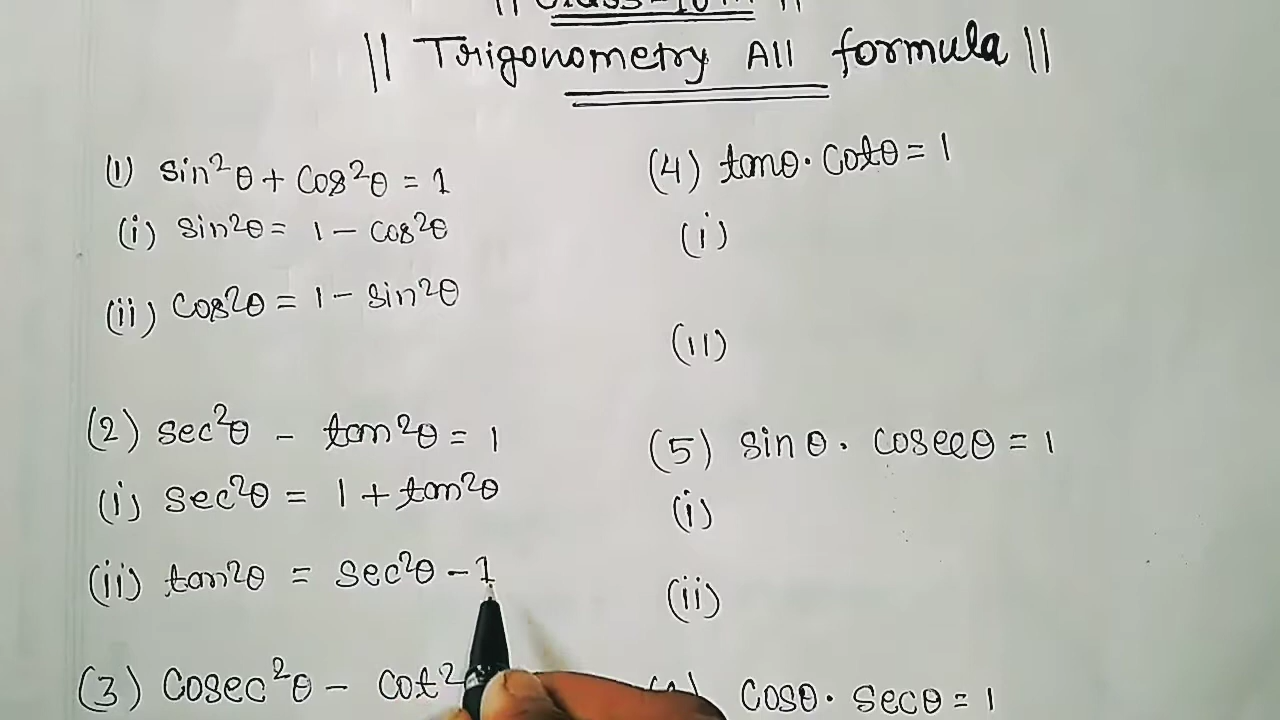 || Class-10th ||
|| Trigonometry All formula ||
(1) sin²θ + cos²θ = 1
(i) sin²θ = 1 - cos²θ
(ii) cos²θ = 1 - sin²θ
(2) sec²θ - tan²θ = 1
(i) sec²θ = 1 + tan²θ
(ii) tan²θ = sec²θ - 1
(3) cosec²θ - cot²
(4) tanθ · cotθ = 1
(i)
(ii)
(5) sinθ · cosecθ = 1
(i)
(ii)
cosθ · secθ = 1